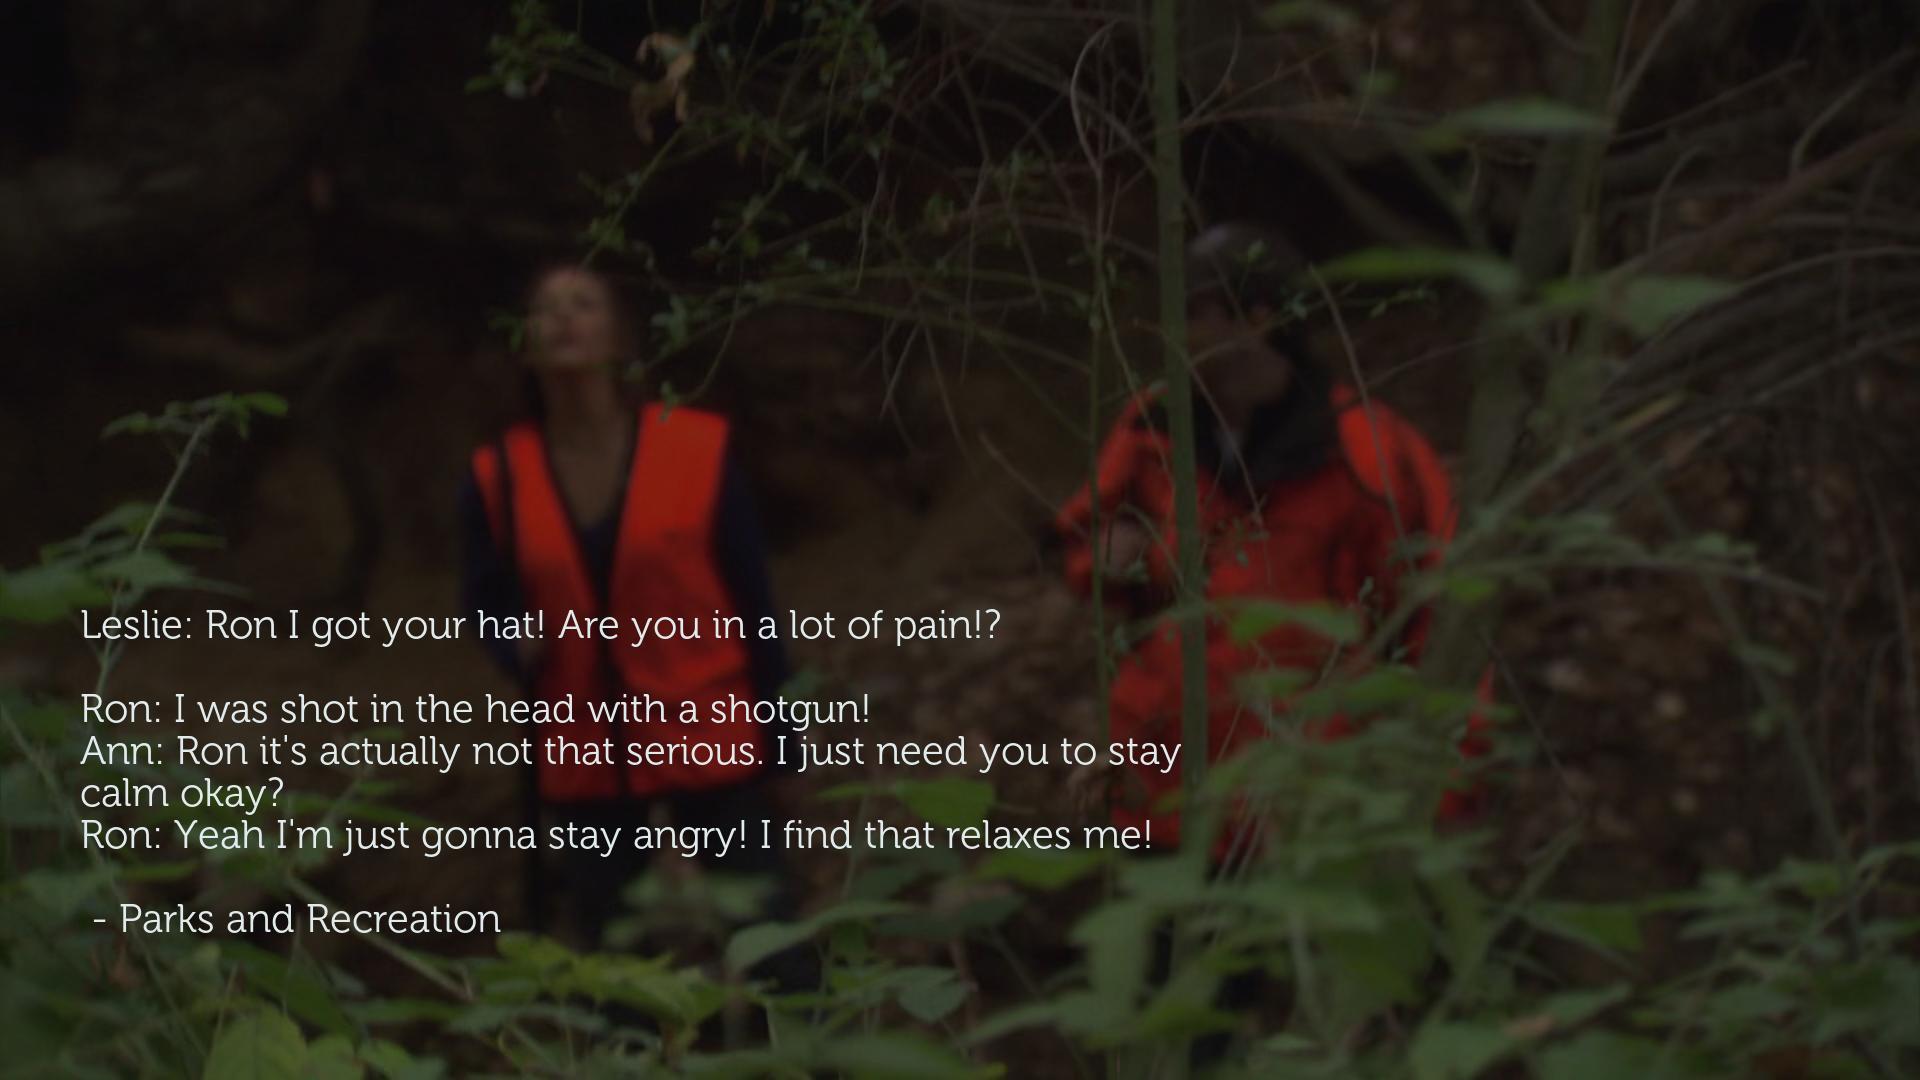 Leslie: Ron I got your hat! Are you in a lot of pain!?
Ron: I was shot in the head with a shotgun!
Ann: Ron it's actually not that serious. I just need you to stay
calm okay?
Ron: Yeah I'm just gonna stay angry! I find that relaxes me!
- Parks and Recreation